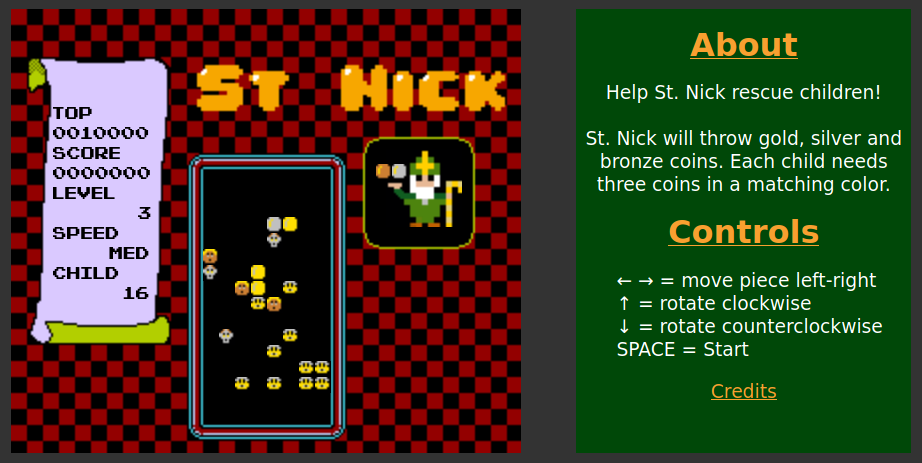 ST NICK
TOP
0010000
SCORE
0000000
LEVEL
3
SPEED
MED
CHILD
16
About
Help St. Nick rescue children!
St. Nick will throw gold, silver and
bronze coins. Each child needs
three coins in a matching color.
Controls
← → = move piece left-right
↑ = rotate clockwise
↓ = rotate counterclockwise
SPACE = Start
Credits